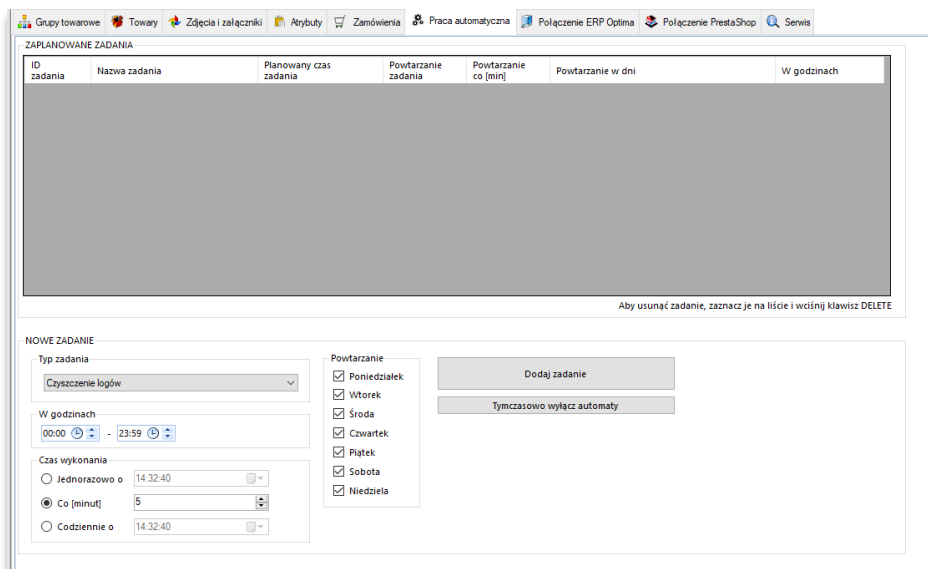 Grupy towarowe Towary Zdjęcia i załączniki Atrybuty Zamówienia Praca automatyczna Połączenie ERP Optima Połączenie PrestaShop Serwis
ZAPLANOWANE ZADANIA
ID zadania Nazwa zadania Planowany czas zadania Powtarzanie zadania Powtarzanie co [min] Powtarzanie w dni W godzinach
Aby usunąć zadanie, zaznacz je na liście i wciśnij klawisz DELETE
NOWE ZADANIE
Typ zadania
Czyszczenie logów
W godzinach
00:00 - 23:59
Czas wykonania
Jednorazowo o 14:32:40
Co [minut] 5
Codziennie o 14:32:40
Powtarzanie
Poniedziałek
Wtorek
Środa
Czwartek
Piątek
Sobota
Niedziela
Dodaj zadanie
Tymczasowo wyłącz automaty